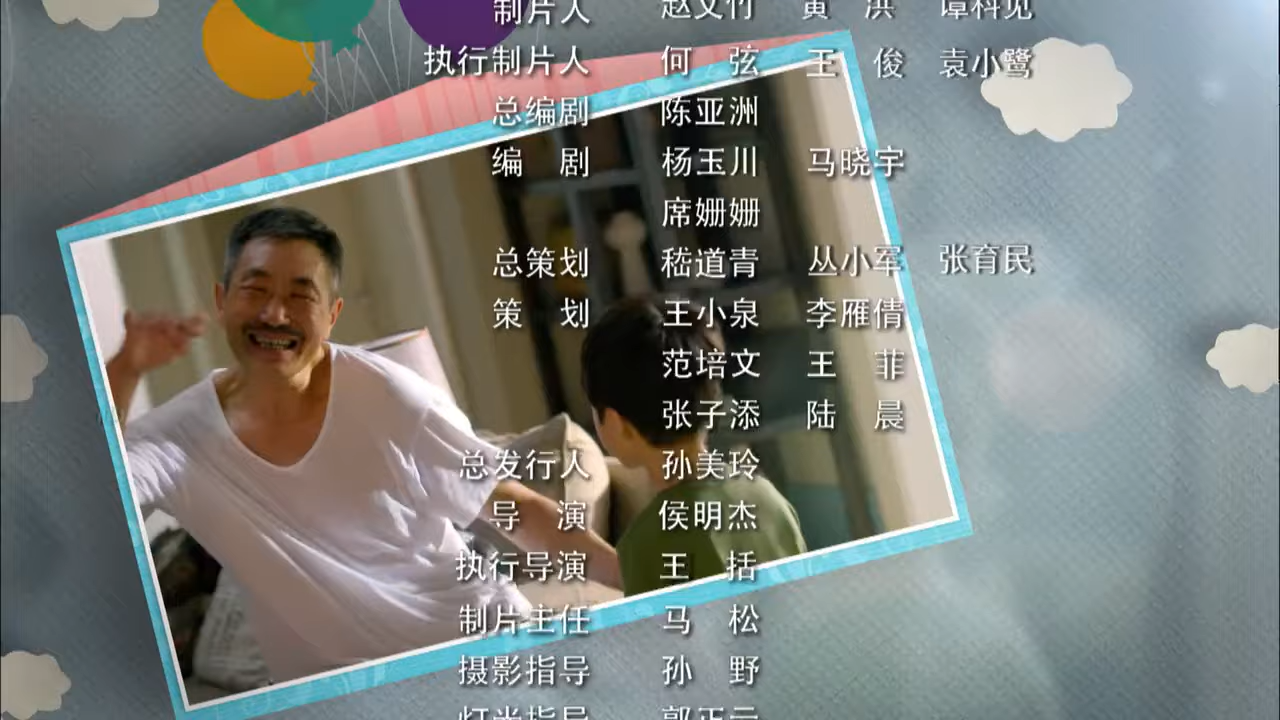 制片人 赵文竹 黄 洪 谭科见
执行制片人 何 弦 王 俊 袁小鹭
总编剧 陈亚洲
编 剧 杨玉川 马晓宇
席姗姗
总策划 嵇道青 丛小军 张育民
策 划 王小泉 李雁倩
范培文 王 菲
张子添 陆 晨
总发行人 孙美玲
导 演 侯明杰
执行导演 王 括
制片主任 马 松
摄影指导 孙 野
灯光指导